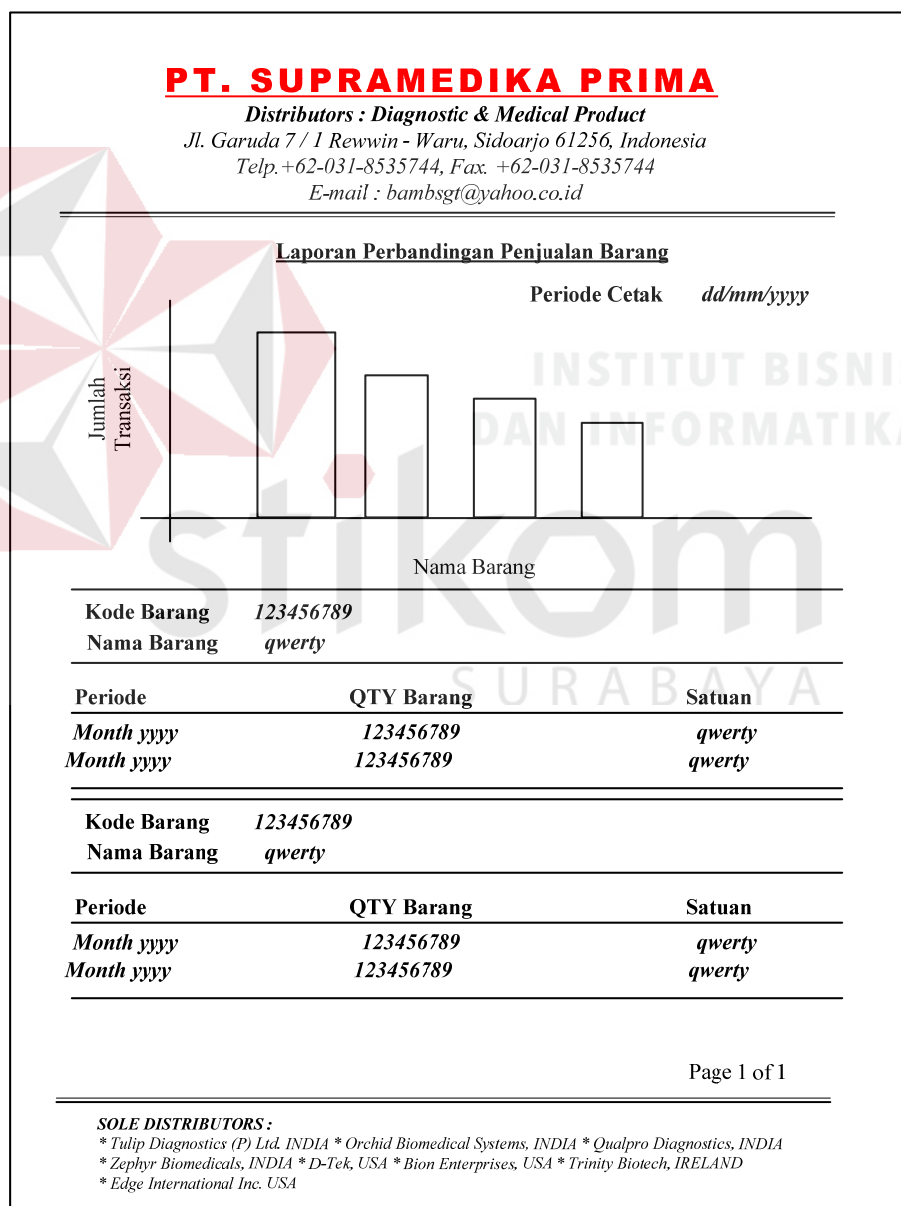 PT. SUPRAMEDIKA PRIMA
Distributors : Diagnostic & Medical Product
Jl. Garuda 7 / 1 Rewwin - Waru, Sidoarjo 61256, Indonesia
Telp.+62-031-8535744, Fax. +62-031-8535744
E-mail : bambsgt@yahoo.co.id
Laporan Perbandingan Penjualan Barang
Periode Cetak dd/mm/yyyy
INSTITUT BISNI
DAN INFORMATIKA
Jumlah
Transaksi
stikom
SURABAYA
Nama Barang
Kode Barang 123456789
Nama Barang qwerty
Periode QTY Barang Satuan
Month yyyy 123456789 qwerty
Month yyyy 123456789 qwerty
Kode Barang 123456789
Nama Barang qwerty
Periode QTY Barang Satuan
Month yyyy 123456789 qwerty
Month yyyy 123456789 qwerty
Page 1 of 1
SOLE DISTRIBUTORS :
* Tulip Diagnostics (P) Ltd. INDIA * Orchid Biomedical Systems, INDIA * Qualpro Diagnostics, INDIA
* Zephyr Biomedicals, INDIA * D-Tek, USA * Bion Enterprises, USA * Trinity Biotech, IRELAND
* Edge International Inc. USA